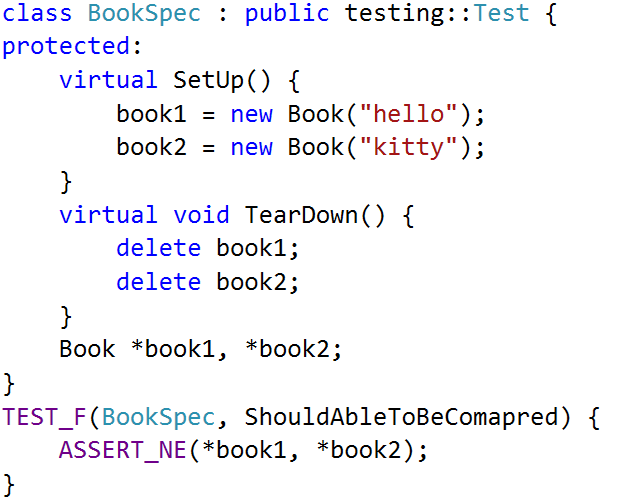 class BookSpec : public testing::Test {
protected:
    virtual SetUp() {
        book1 = new Book("hello");
        book2 = new Book("kitty");
    }
    virtual void TearDown() {
        delete book1;
        delete book2;
    }
    Book *book1, *book2;
}
TEST_F(BookSpec, ShouldAbleToBeComapred) {
    ASSERT_NE(*book1, *book2);
}